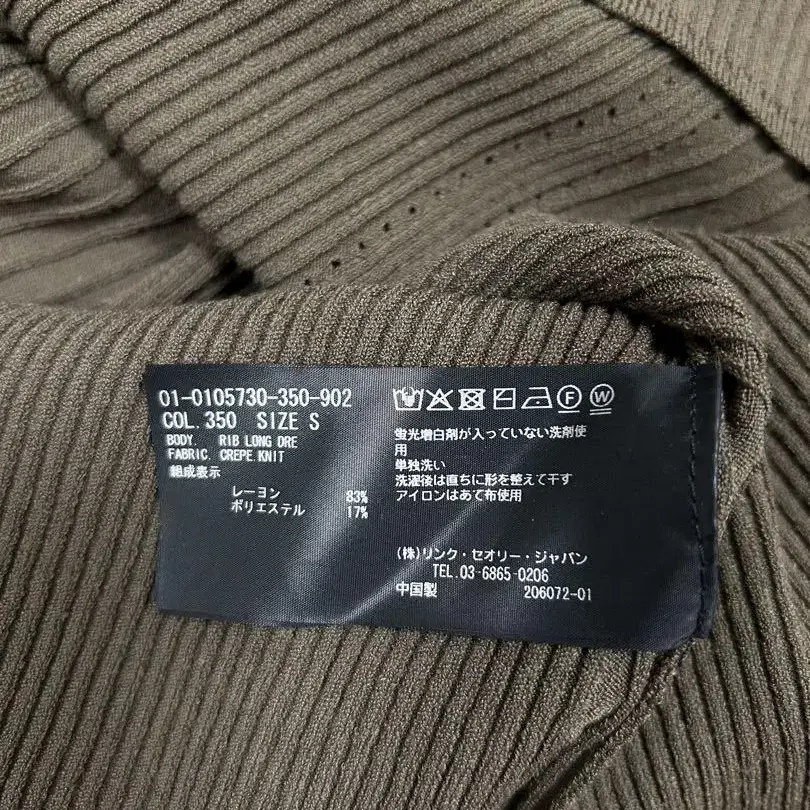 01-0105730-350-902
COL.350 SIZE S
BODY. RIB LONG DRE
FABRIC. CREPE KNIT
組成表示
レーヨン 83%
ポリエステル 17%
F W
蛍光増白剤が入っていない洗剤使
用
単独洗い
洗濯後は直ちに形を整えて干す
アイロンはあて布使用
(株)リンク・セオリー・ジャパン
TEL.03-6865-0206
中国製 206072-01